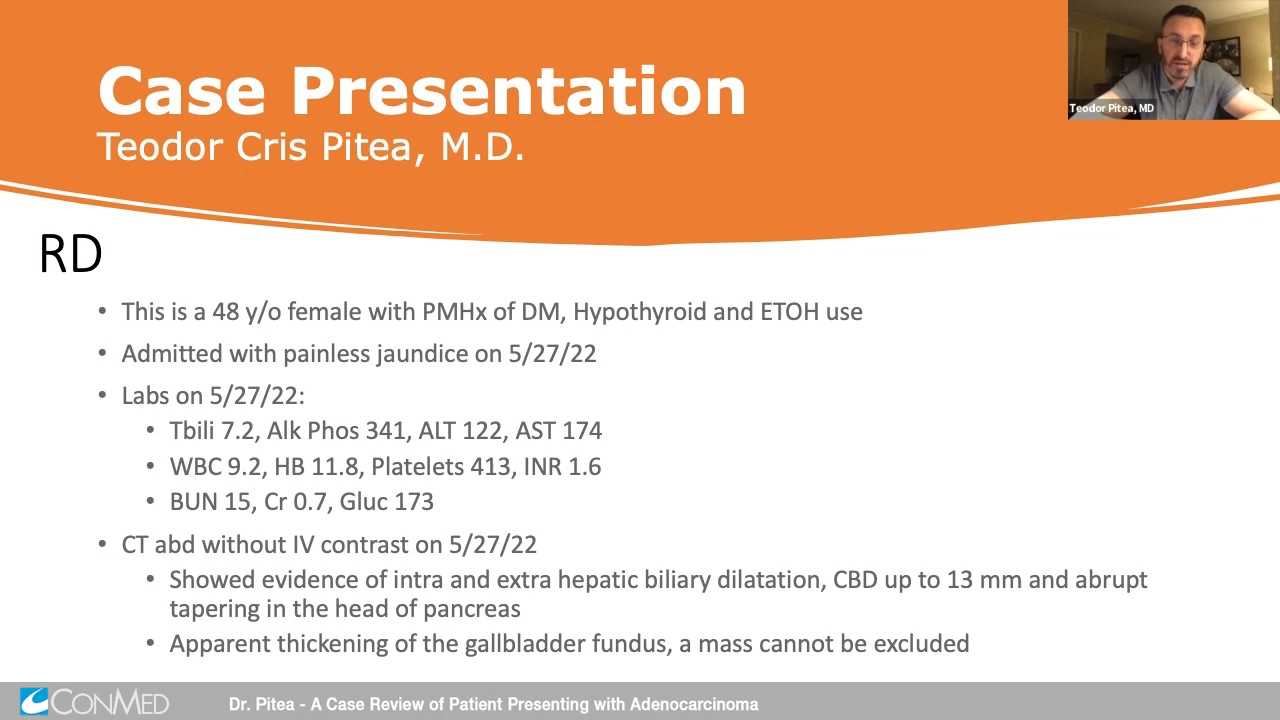 Case Presentation
Teodor Cris Pitea, M.D.
Teodor Pitea, MD
RD
• This is a 48 y/o female with PMHx of DM, Hypothyroid and ETOH use
• Admitted with painless jaundice on 5/27/22
• Labs on 5/27/22:
• Tbili 7.2, Alk Phos 341, ALT 122, AST 174
• WBC 9.2, HB 11.8, Platelets 413, INR 1.6
• BUN 15, Cr 0.7, Gluc 173
• CT abd without IV contrast on 5/27/22
• Showed evidence of intra and extra hepatic biliary dilatation, CBD up to 13 mm and abrupt
tapering in the head of pancreas
• Apparent thickening of the gallbladder fundus, a mass cannot be excluded
CONMED
Dr. Pitea - A Case Review of Patient Presenting with Adenocarcinoma